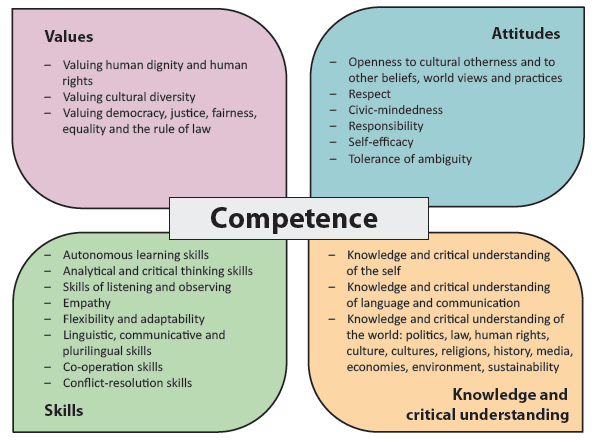 Values
– Valuing human dignity and human
rights
– Valuing cultural diversity
– Valuing democracy, justice, fairness,
equality and the rule of law
Attitudes
– Openness to cultural otherness and to
other beliefs, world views and practices
– Respect
– Civic-mindedness
– Responsibility
– Self-efficacy
– Tolerance of ambiguity
Competence
– Autonomous learning skills
– Analytical and critical thinking skills
– Skills of listening and observing
– Empathy
– Flexibility and adaptability
– Linguistic, communicative and
plurilingual skills
– Co-operation skills
– Conflict-resolution skills
Skills
– Knowledge and critical understanding
of the self
– Knowledge and critical understanding
of language and communication
– Knowledge and critical understanding of
the world: politics, law, human rights,
culture, cultures, religions, history, media,
economies, environment, sustainability
Knowledge and
critical understanding